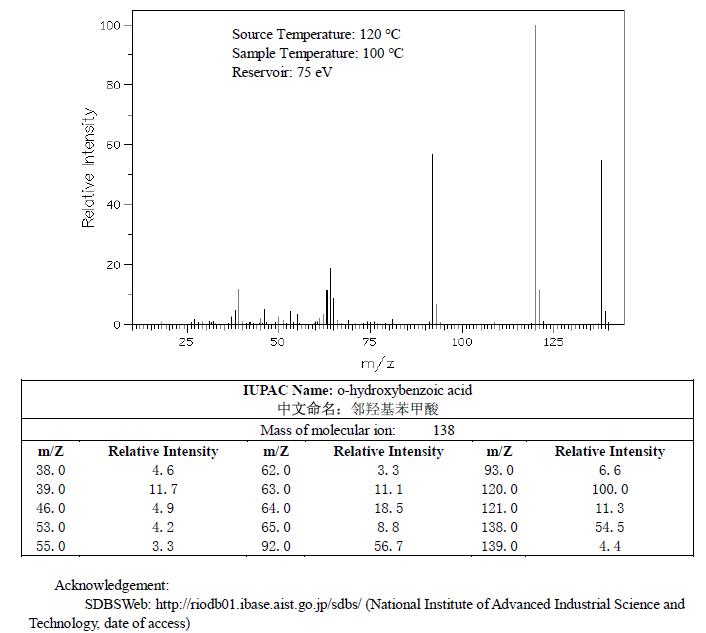 100
80
60
40
20
0
Relative Intensity
Source Temperature: 120 ℃
Sample Temperature: 100 ℃
Reservoir: 75 eV
25 50 75 100 125
m/z
IUPAC Name: o-hydroxybenzoic acid
中文命名：邻羟基苯甲酸
Mass of molecular ion: 138
m/Z Relative Intensity m/Z Relative Intensity m/Z Relative Intensity
38.0 4.6 62.0 3.3 93.0 6.6
39.0 11.7 63.0 11.1 120.0 100.0
46.0 4.9 64.0 18.5 121.0 11.3
53.0 4.2 65.0 8.8 138.0 54.5
55.0 3.3 92.0 56.7 139.0 4.4
Acknowledgement:
SDBSWeb: http://riodb01.ibase.aist.go.jp/sdbs/ (National Institute of Advanced Industrial Science and
Technology, date of access)